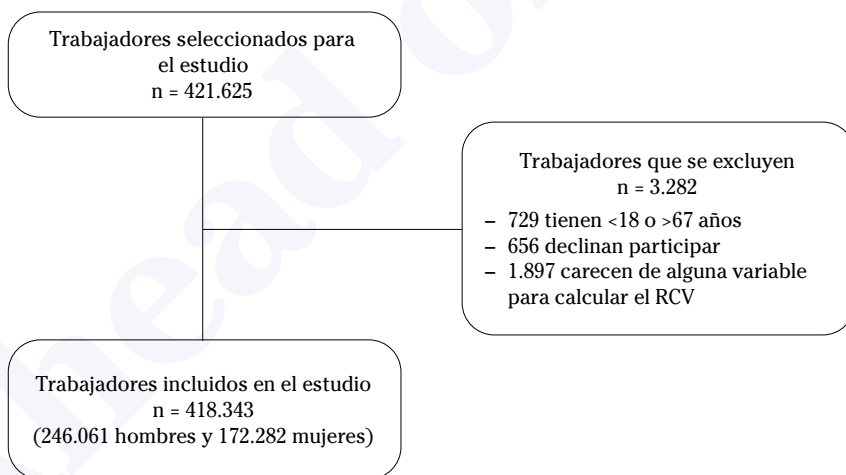 Trabajadores seleccionados para
el estudio
n = 421.625
Trabajadores que se excluyen
n = 3.282
– 729 tienen <18 o >67 años
– 656 declinan participar
– 1.897 carecen de alguna variable
para calcular el RCV
Trabajadores incluidos en el estudio
n = 418.343
(246.061 hombres y 172.282 mujeres)